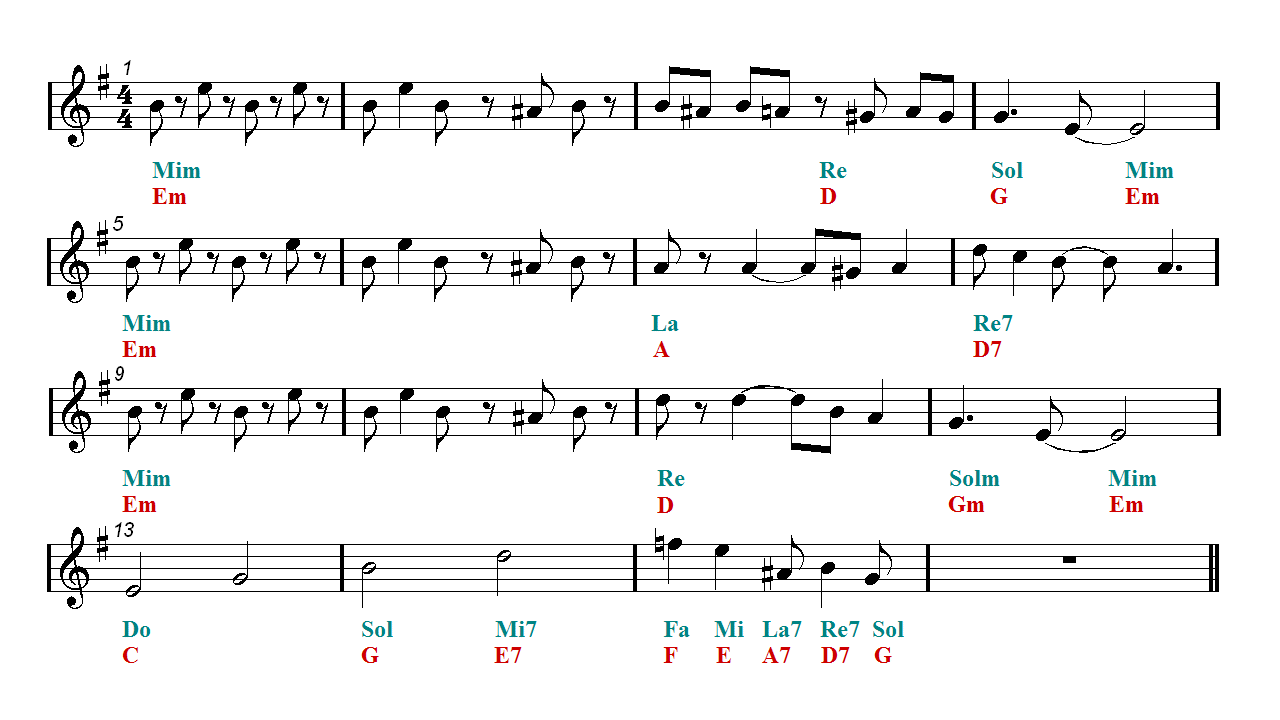 1
4
4
Mim Re Sol Mim
Em D G Em
5
Mim La Re7
Em A D7
9
Mim Re Solm Mim
Em D Gm Em
13
Do Sol Mi7 Fa Mi La7 Re7 Sol
C G E7 F E A7 D7 G